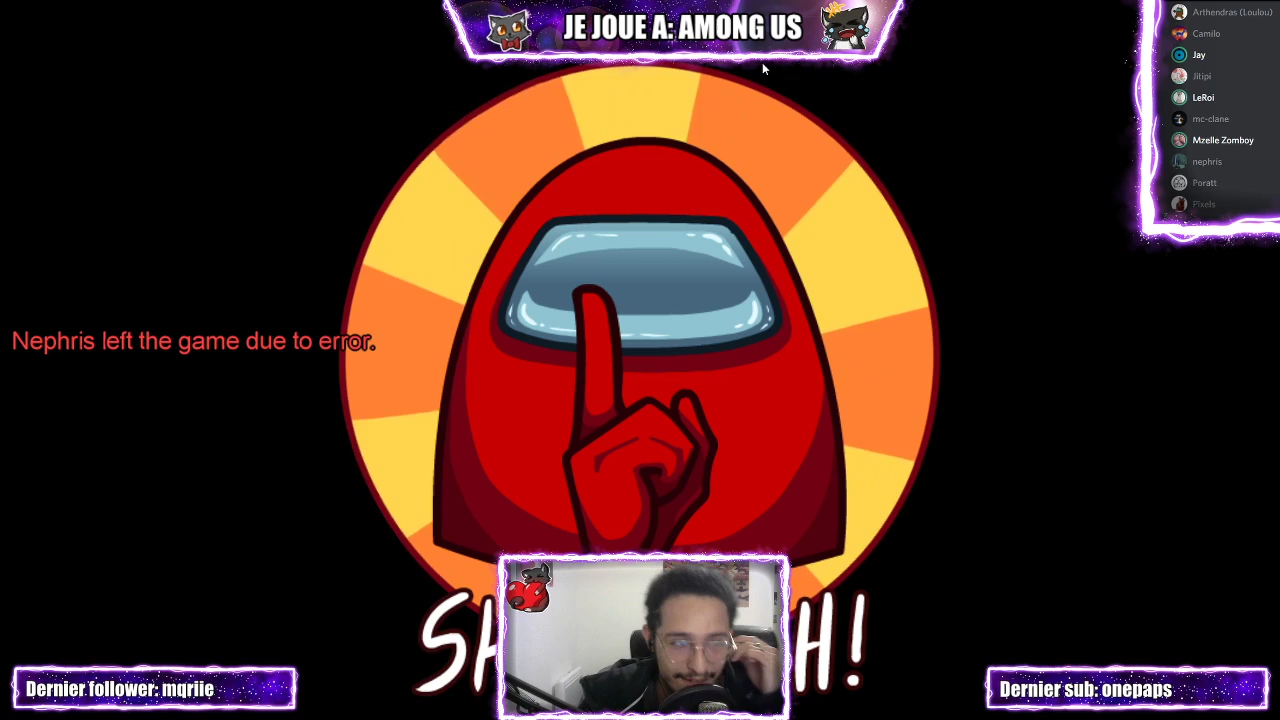 JE JOUE A: AMONG US
Arthendras (Loulou)
Camilo
Jay
Jitipi
LeRoi
mc-clane
Mzelle Zomboy
nephris
Poratt
Pixels
Nephris left the game due to error.
SH H!
Dernier follower: mqriie
Dernier sub: onepaps